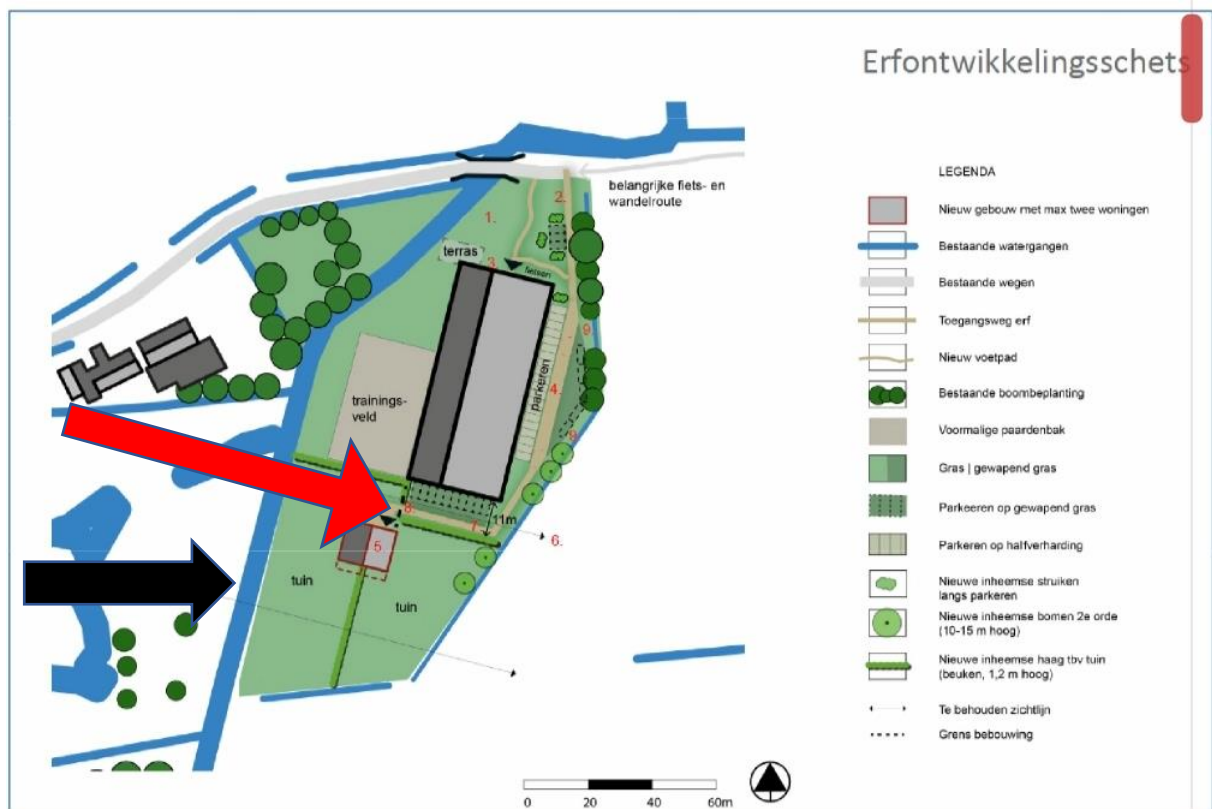 Erfontwikkelingsschets
belangrijke fiets- en
wandelroute
1.
2.
terras
3.
fietsen
9.
parkeren
4.
trainings-
veld
9.
8.
7.
11m
6.
5.
tuin
tuin
LEGENDA
Nieuw gebouw met max twee woningen
Bestaande watergangen
Bestaande wegen
Toegangsweg erf
Nieuw voetpad
Bestaande boombeplanting
Voormalige paardenbak
Gras | gewapend gras
Parkeeren op gewapend gras
Parkeren op halfverharding
Nieuwe inheemse struiken
langs parkeren
Nieuwe inheemse bomen 2e orde
(10-15 m hoog)
Nieuwe inheemse haag tbv tuin
(beuken, 1,2 m hoog)
Te behouden zichtlijn
Grens bebouwing
0 20 40 60m